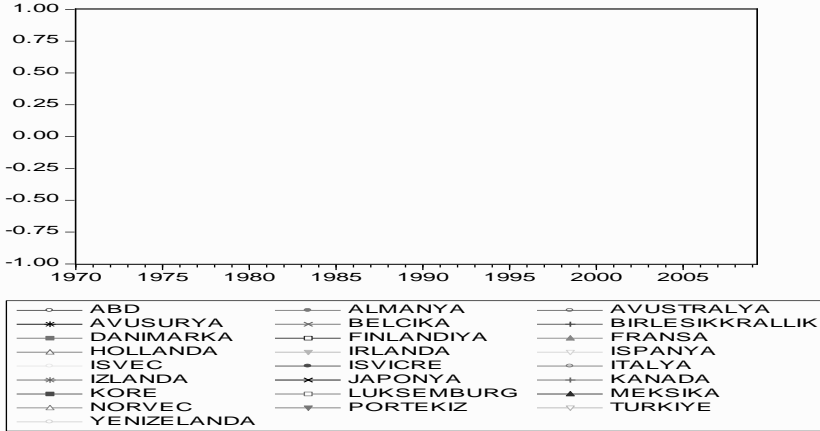 1.00
0.75
0.50
0.25
0.00
-0.25
-0.50
-0.75
-1.00
1970 1975 1980 1985 1990 1995 2000 2005
ABD ALMANYA AVUSTRALYA
AVUSURYA BELCIKA BIRLESIKKRALLIK
DANIMARKA FINLANDIYA FRANSA
HOLLANDA IRLANDA ISPANYA
ISVEC ISVICRE ITALYA
IZLANDA JAPONYA KANADA
KORE LUKSEMBURG MEKSIKA
NORVEC PORTEKIZ TURKIYE
YENIZELANDA